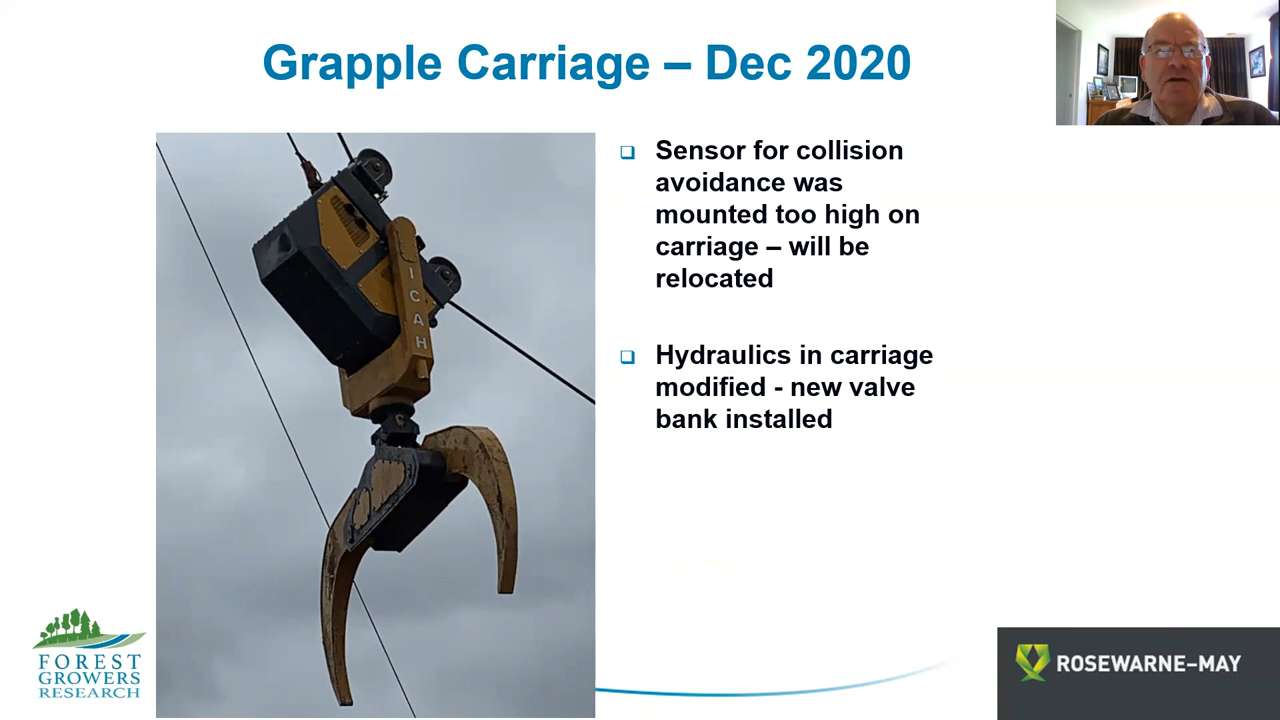 Grapple Carriage – Dec 2020
❑ Sensor for collision
avoidance was
mounted too high on
carriage – will be
relocated
❑ Hydraulics in carriage
modified - new valve
bank installed
ICAH
FOREST
GROWERS
RESEARCH
ROSEWARNE–MAY